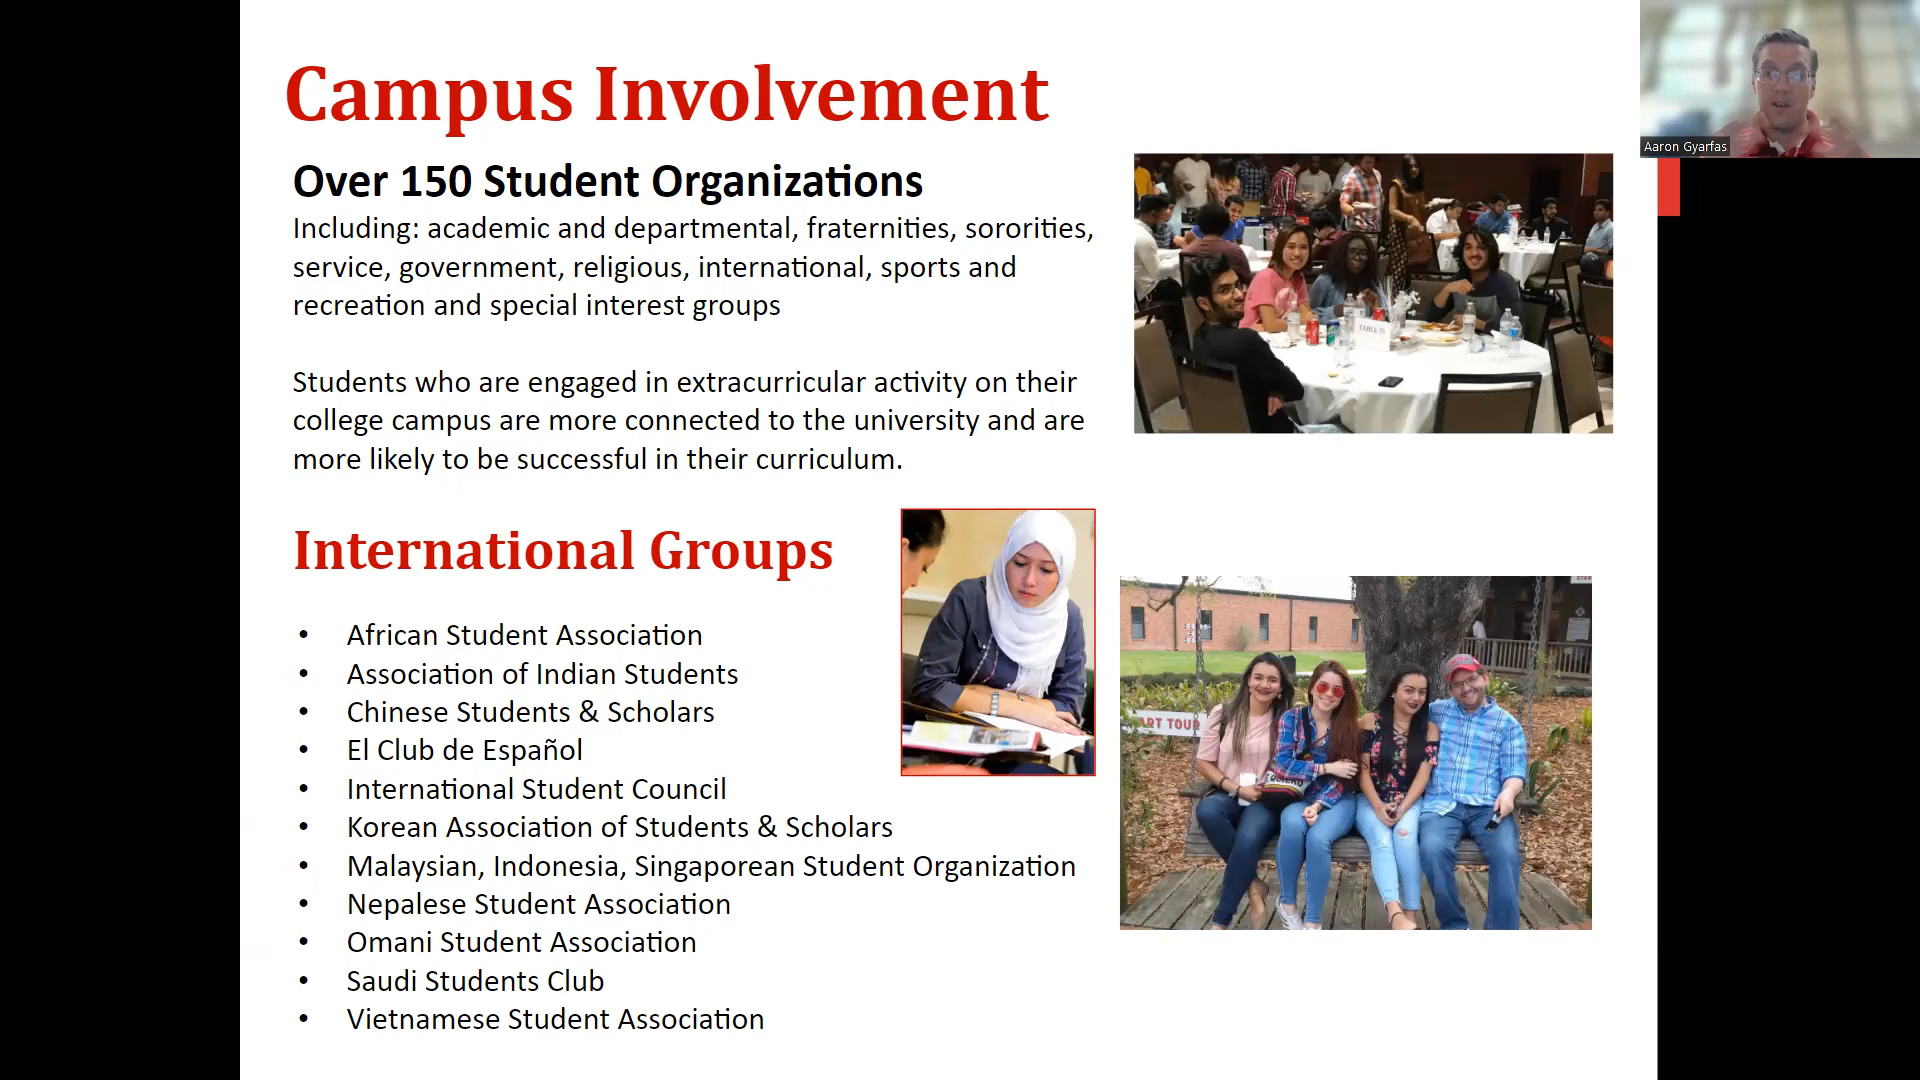 Campus Involvement
Over 150 Student Organizations
Including: academic and departmental, fraternities, sororities,
service, government, religious, international, sports and
recreation and special interest groups
Students who are engaged in extracurricular activity on their
college campus are more connected to the university and are
more likely to be successful in their curriculum.
International Groups
• African Student Association
• Association of Indian Students
• Chinese Students & Scholars
• El Club de Español
• International Student Council
• Korean Association of Students & Scholars
• Malaysian, Indonesia, Singaporean Student Organization
• Nepalese Student Association
• Omani Student Association
• Saudi Students Club
• Vietnamese Student Association
Aaron Gyarfas
TABLE 33
ART TOUR